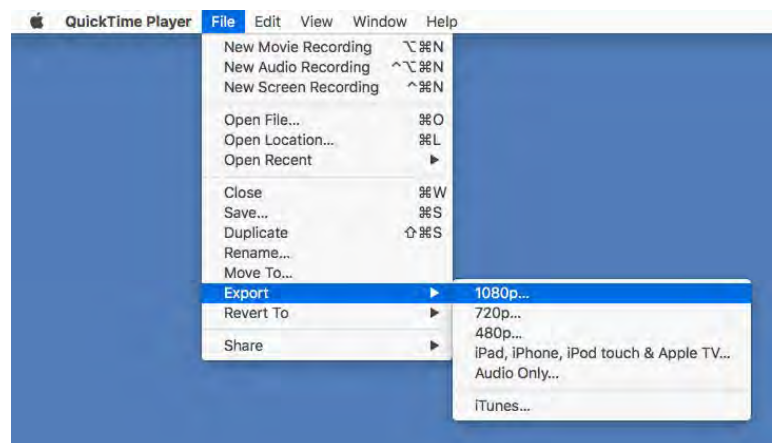 QuickTime Player File Edit View Window Help
New Movie Recording ⌥⌘N
New Audio Recording ^⌥⌘N
New Screen Recording ^⌘N
Open File... ⌘O
Open Location... ⌘L
Open Recent ▶
Close ⌘W
Save... ⌘S
Duplicate ⇧⌘S
Rename...
Move To...
Export ▶
Revert To ▶
Share ▶
1080p...
720p...
480p...
iPad, iPhone, iPod touch & Apple TV...
Audio Only...
iTunes...